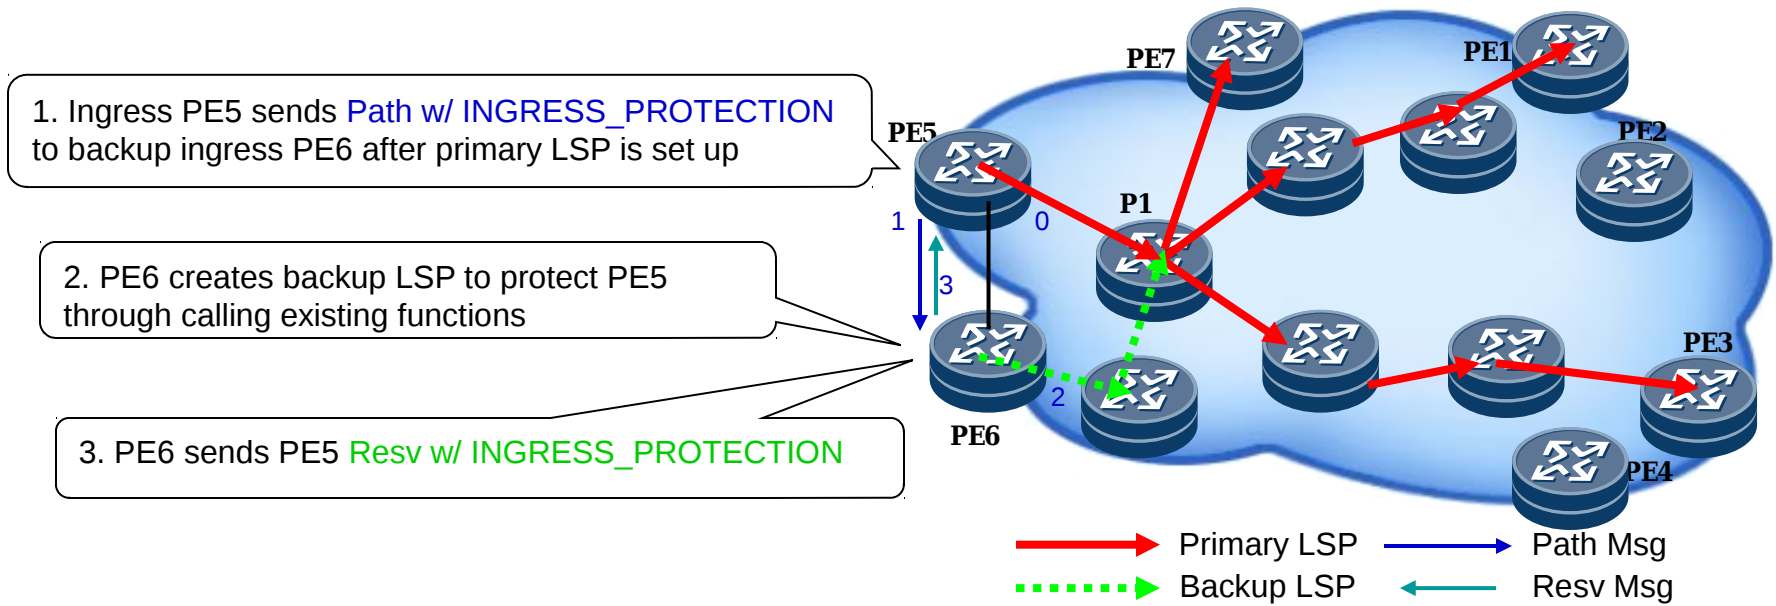 PE7
PE1
1. Ingress PE5 sends Path w/ INGRESS_PROTECTION
to backup ingress PE6 after primary LSP is set up
PE5
PE2
P1
1
0
2. PE6 creates backup LSP to protect PE5
through calling existing functions
3
PE3
2
PE6
3. PE6 sends PE5 Resv w/ INGRESS_PROTECTION
PE4
Primary LSP
Path Msg
Backup LSP
Resv Msg